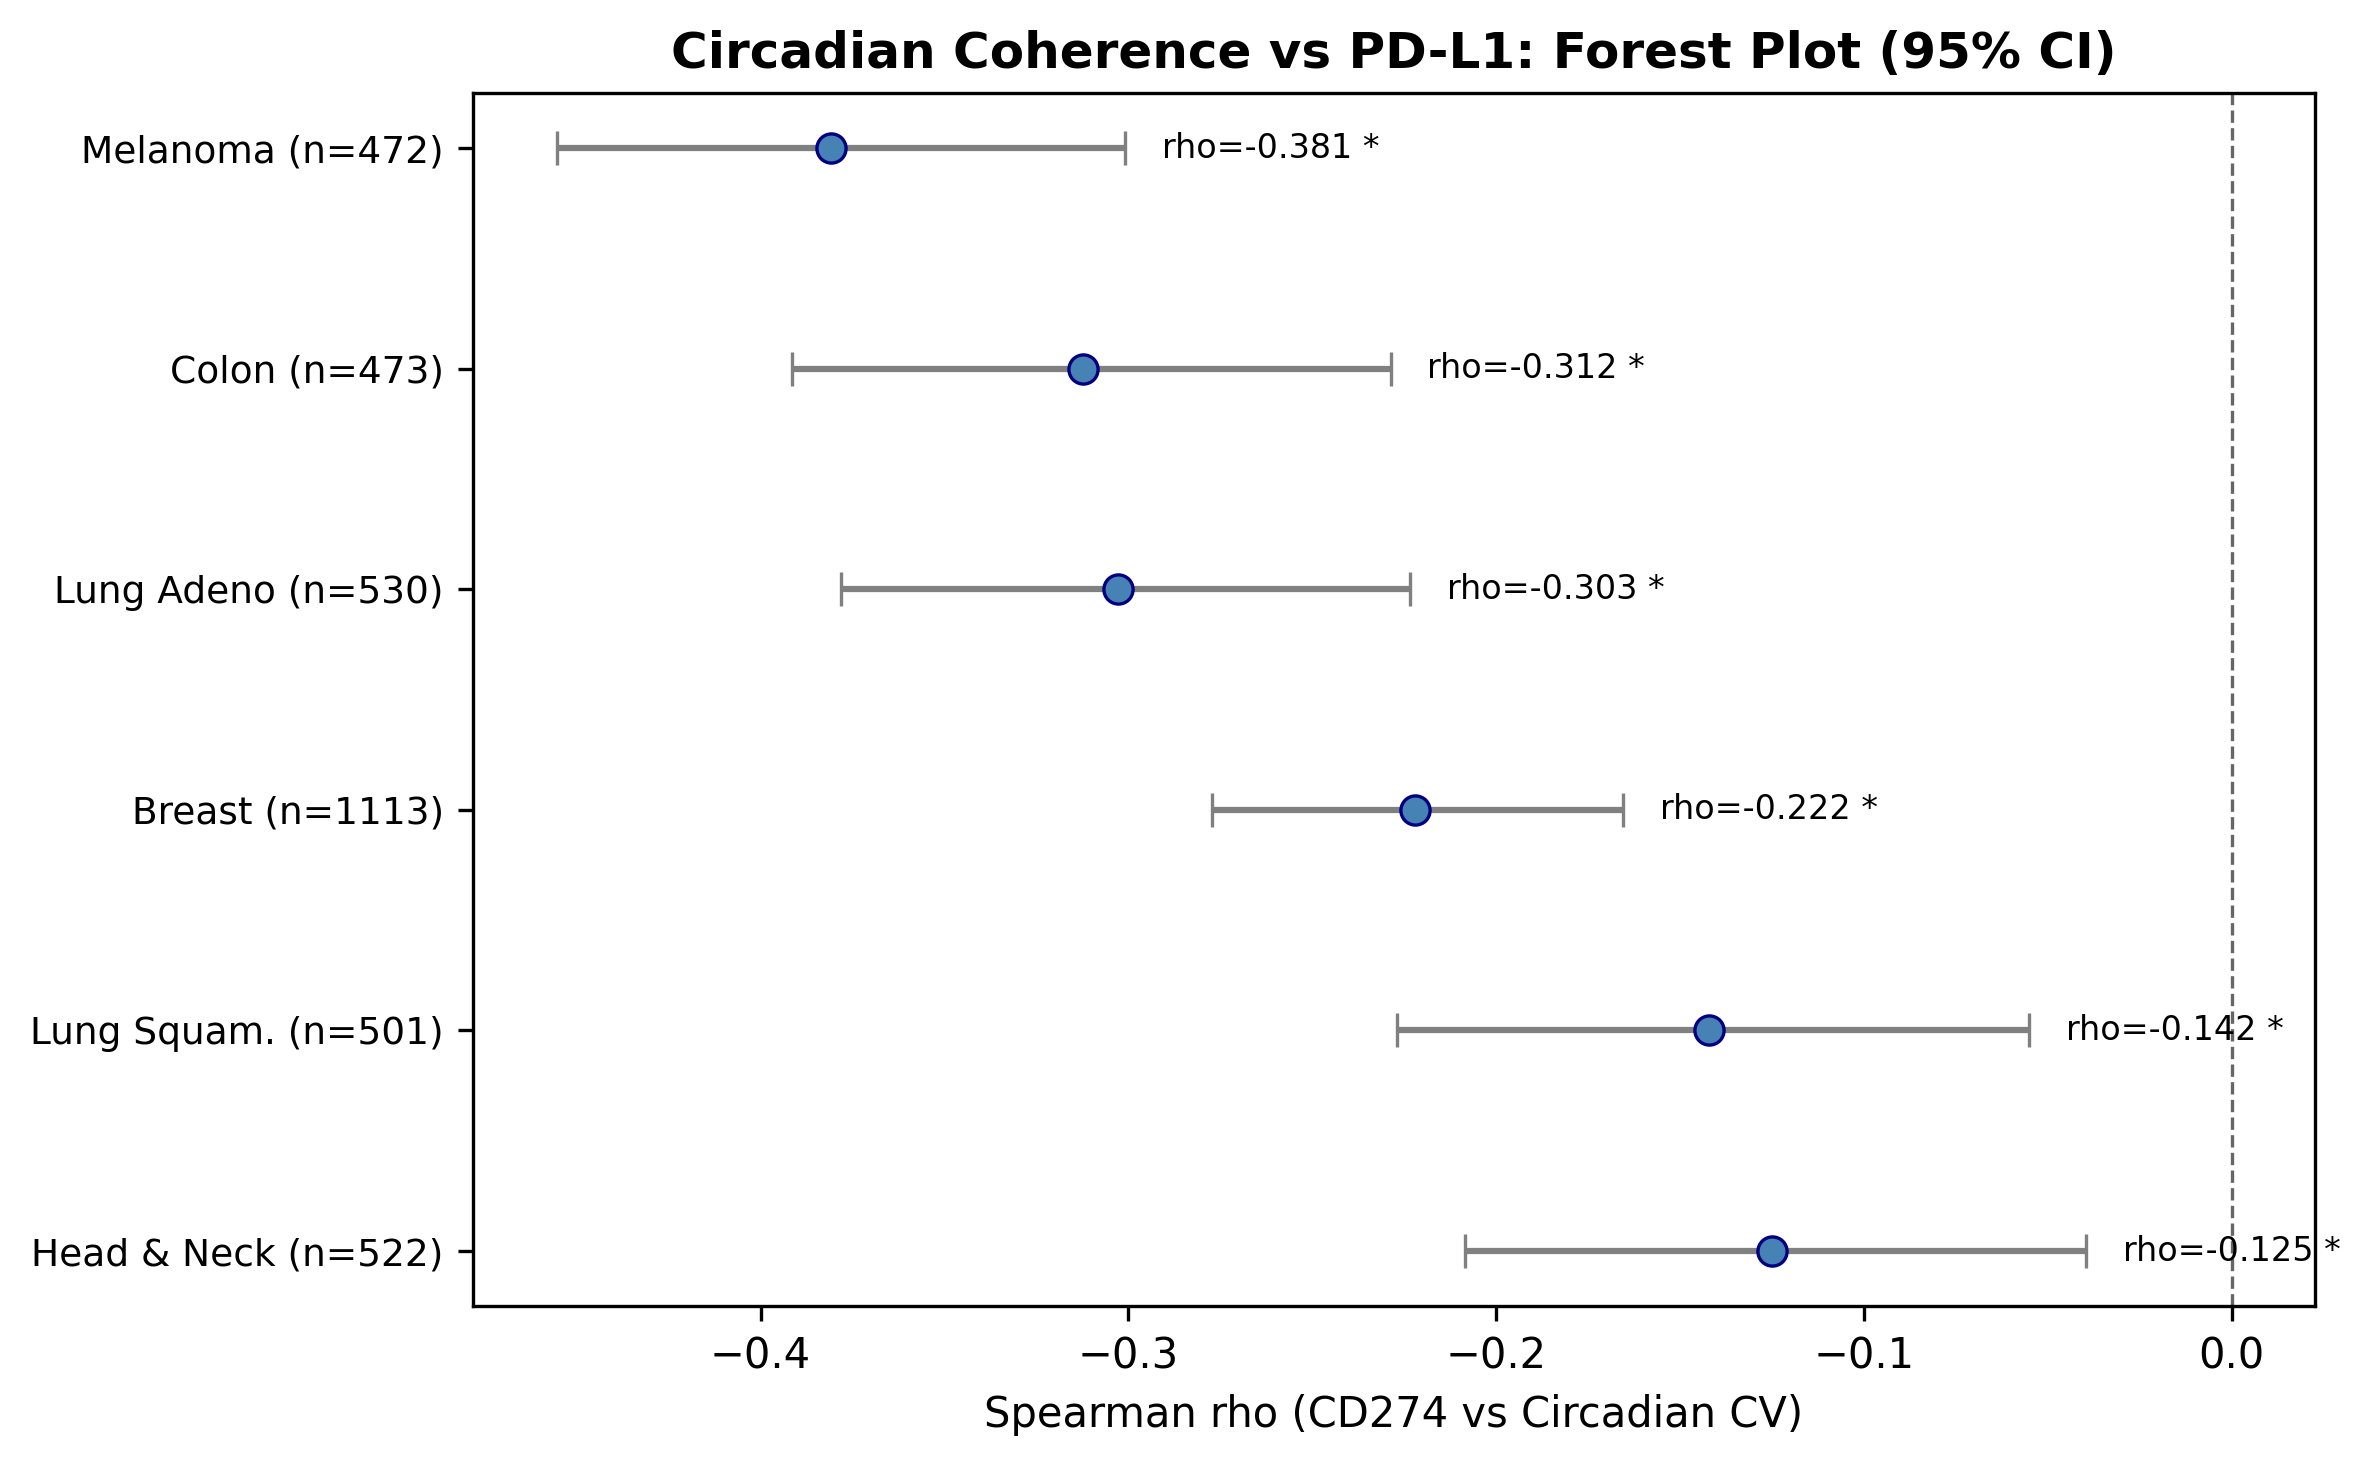 Circadian Coherence vs PD-L1: Forest Plot (95% CI)
Melanoma (n=472)
rho=-0.381 *
Colon (n=473)
rho=-0.312 *
Lung Adeno (n=530)
rho=-0.303 *
Breast (n=1113)
rho=-0.222 *
Lung Squam. (n=501)
rho=-0.142 *
Head & Neck (n=522)
rho=-0.125 *
−0.4 −0.3 −0.2 −0.1 0.0
Spearman rho (CD274 vs Circadian CV)